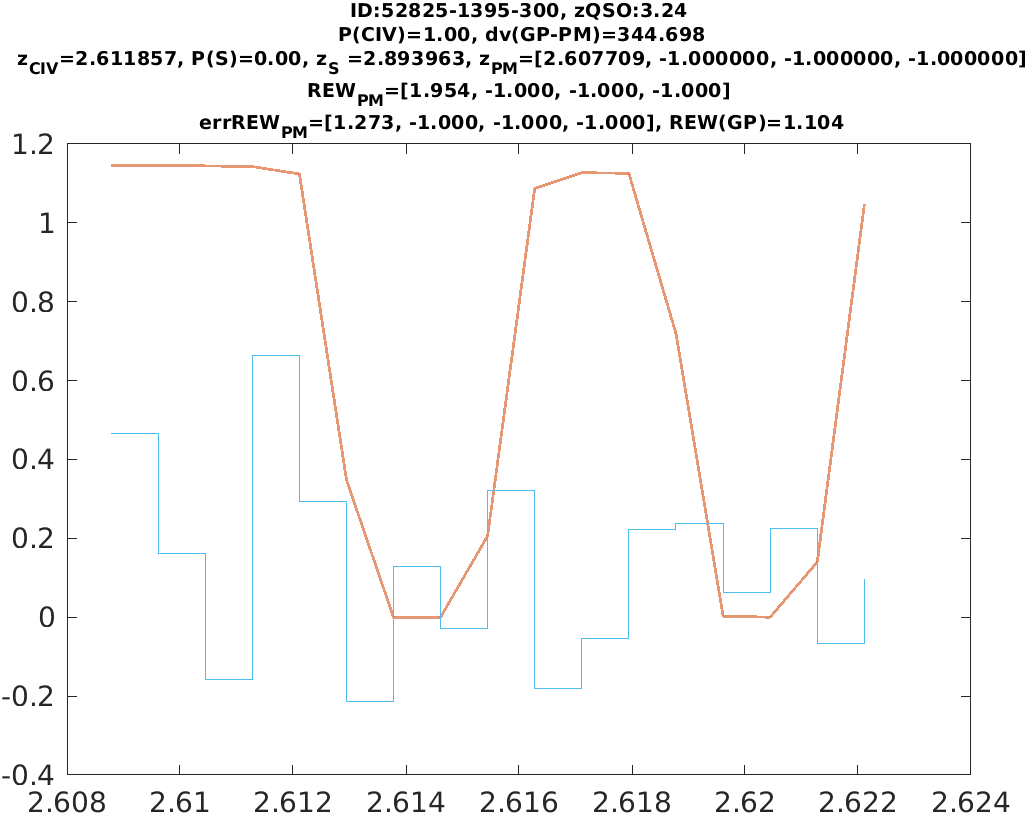 ID:52825-1395-300, zQSO:3.24
P(CIV)=1.00, dv(GP-PM)=344.698
zCIV=2.611857, P(S)=0.00, zS =2.893963, zPM=[2.607709, -1.000000, -1.000000, -1.000000]
REWPM=[1.954, -1.000, -1.000, -1.000]
errREWPM=[1.273, -1.000, -1.000, -1.000], REW(GP)=1.104
1.2
1
0.8
0.6
0.4
0.2
0
-0.2
-0.4
2.608 2.61 2.612 2.614 2.616 2.618 2.62 2.622 2.624